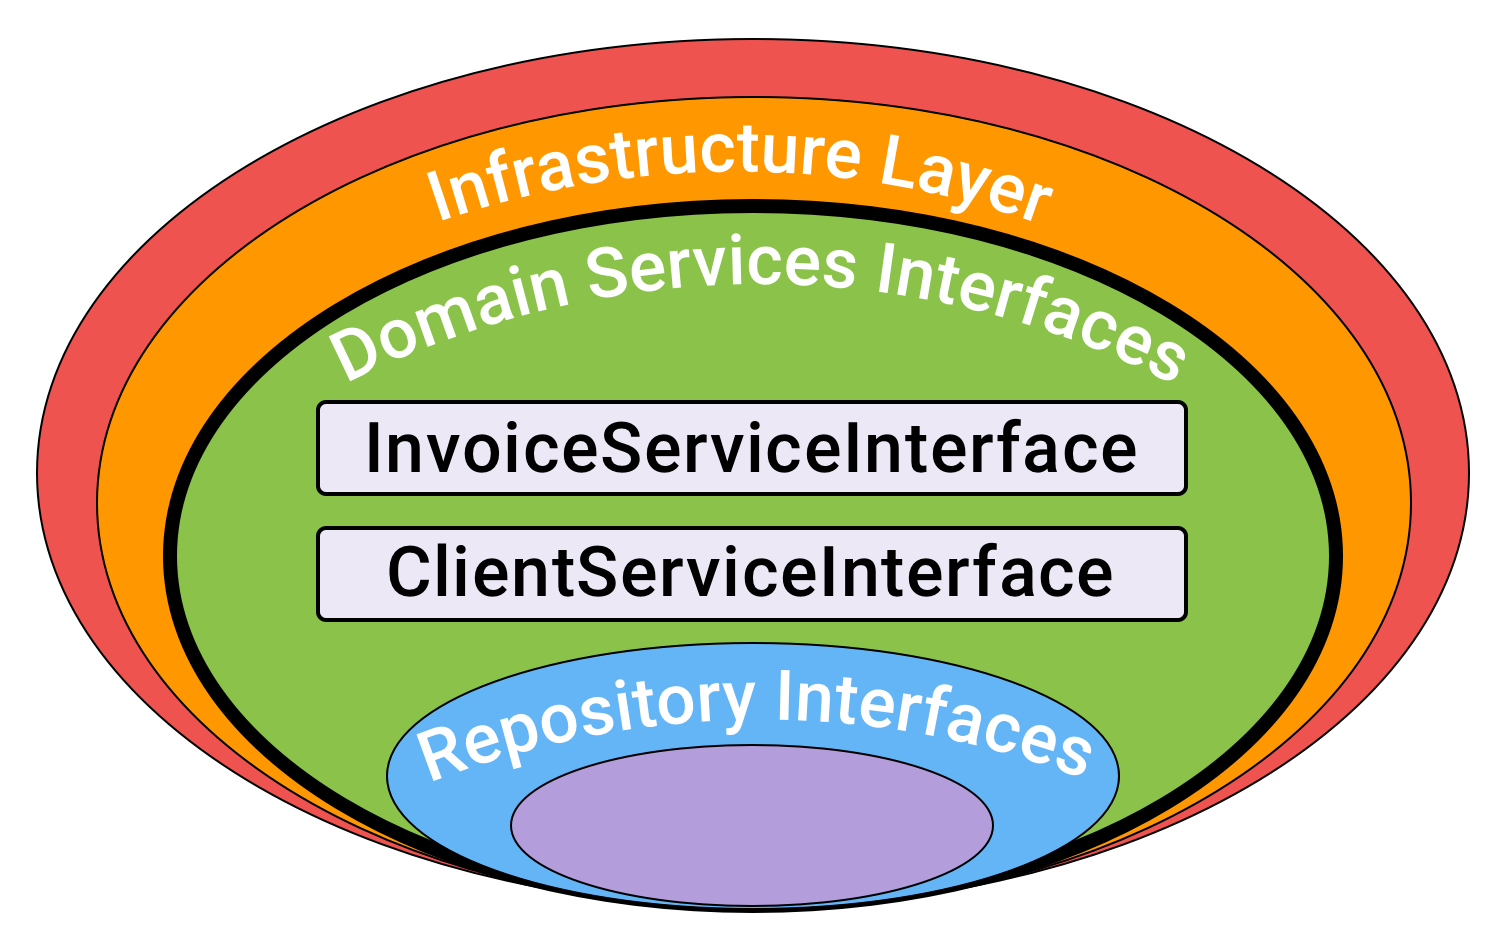 Infrastructure Layer
Domain Services Interfaces
InvoiceServiceInterface
ClientServiceInterface
Repository Interfaces